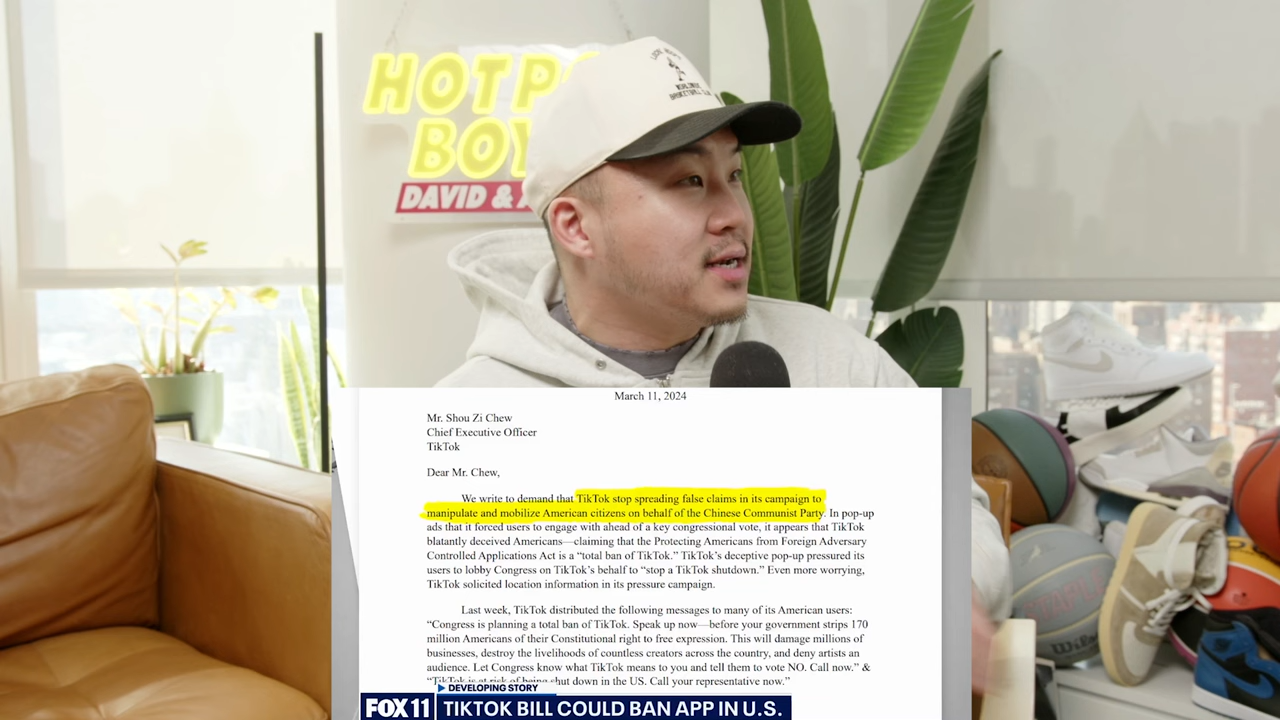 HOTP
BOY
DAVID &
March 11, 2024
Mr. Shou Zi Chew
Chief Executive Officer
TikTok
Dear Mr. Chew,
We write to demand that TikTok stop spreading false claims in its campaign to
manipulate and mobilize American citizens on behalf of the Chinese Communist Party. In pop-up
ads that it forced users to engage with ahead of a key congressional vote, it appears that TikTok
blatantly deceived Americans—claiming that the Protecting Americans from Foreign Adversary
Controlled Applications Act is a “total ban of TikTok.” TikTok’s deceptive pop-up pressured its
users to lobby Congress on TikTok’s behalf to “stop a TikTok shutdown.” Even more worrying,
TikTok solicited location information in its pressure campaign.
Last week, TikTok distributed the following messages to many of its American users:
“Congress is planning a total ban of TikTok. Speak up now—before your government strips 170
million Americans of their Constitutional right to free expression. This will damage millions of
businesses, destroy the livelihoods of countless creators across the country, and deny artists an
audience. Let Congress know what TikTok means to you and tell them to vote NO. Call now.” &
“TikTok is at risk of being shut down in the US. Call your representative now.”
DEVELOPING STORY
FOX 11
TIKTOK BILL COULD BAN APP IN U.S.
Wilson